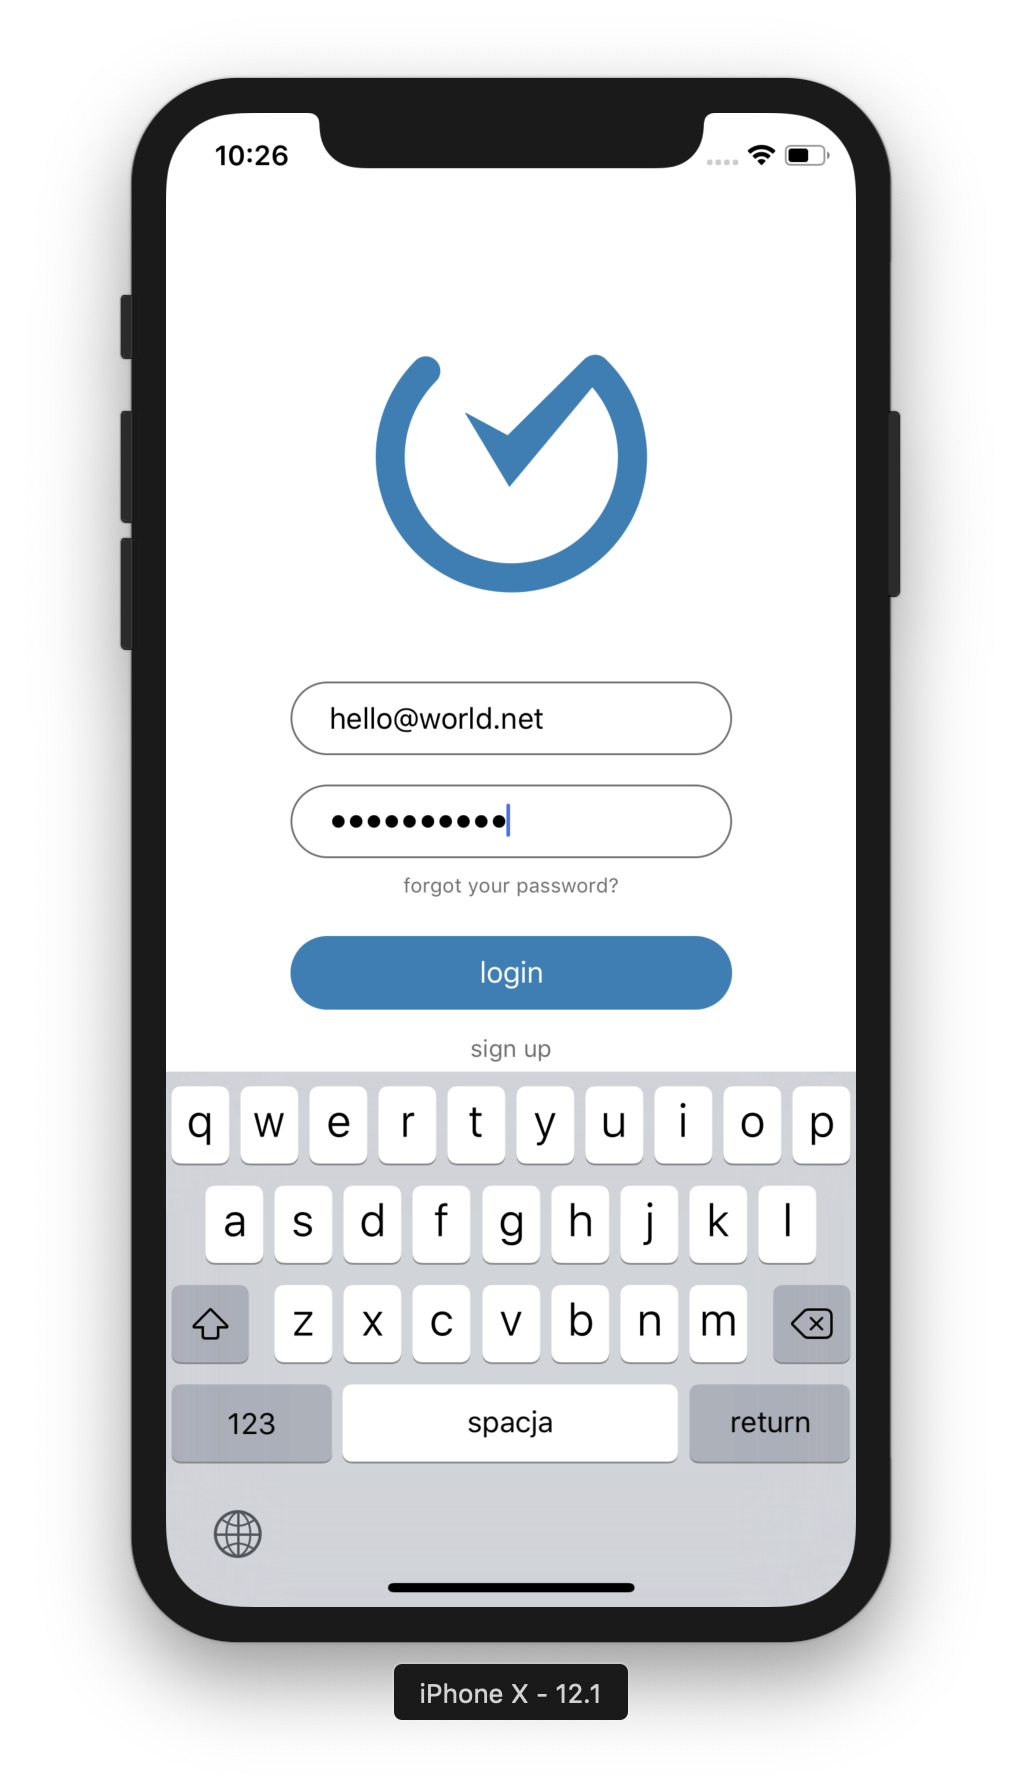 10:26
hello@world.net
••••••••••
forgot your password?
login
sign up
q w e r t y u i o p
a s d f g h j k l
z x c v b n m
123 spacja return
iPhone X - 12.1